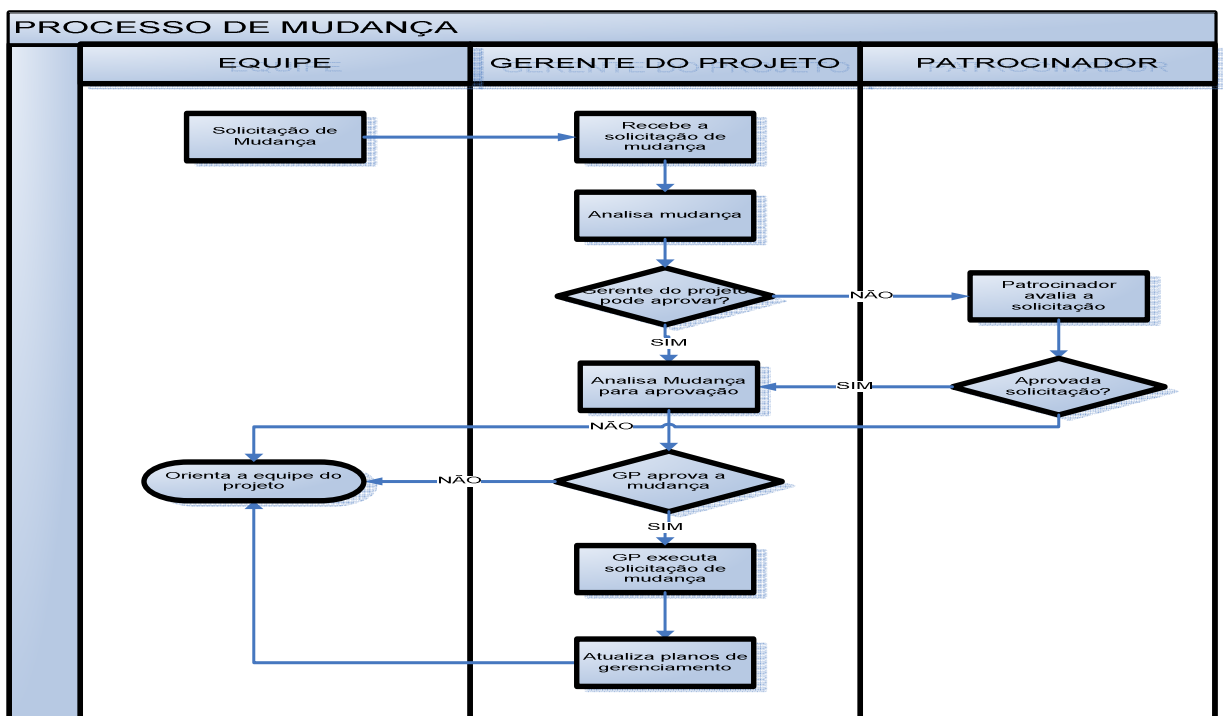 PROCESSO DE MUDANÇA
EQUIPE
GERENTE DO PROJETO
PATROCINADOR
Solicitação de
Mudança
Recebe a
solicitação de
mudança
Analisa mudança
Gerente do projeto
pode aprovar?
NÃO
Patrocinador
avalia a
solicitação
SIM
Analisa Mudança
para aprovação
SIM
Aprovada
solicitação?
NÃO
Orienta a equipe do
projeto
NÃO
GP aprova a
mudança
SIM
GP executa
solicitação de
mudança
Atualiza planos de
gerenciamento